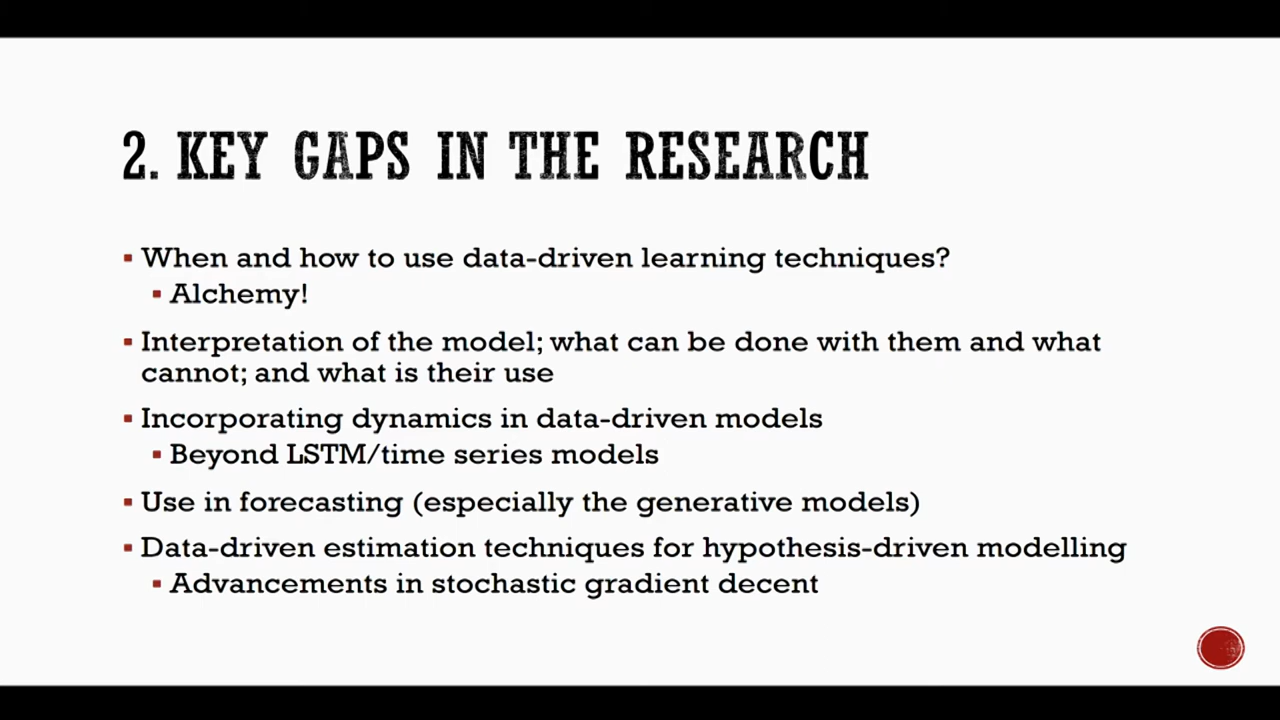 2. KEY GAPS IN THE RESEARCH
▪ When and how to use data-driven learning techniques?
▪ Alchemy!
▪ Interpretation of the model; what can be done with them and what
cannot; and what is their use
▪ Incorporating dynamics in data-driven models
▪ Beyond LSTM/time series models
▪ Use in forecasting (especially the generative models)
▪ Data-driven estimation techniques for hypothesis-driven modelling
▪ Advancements in stochastic gradient decent